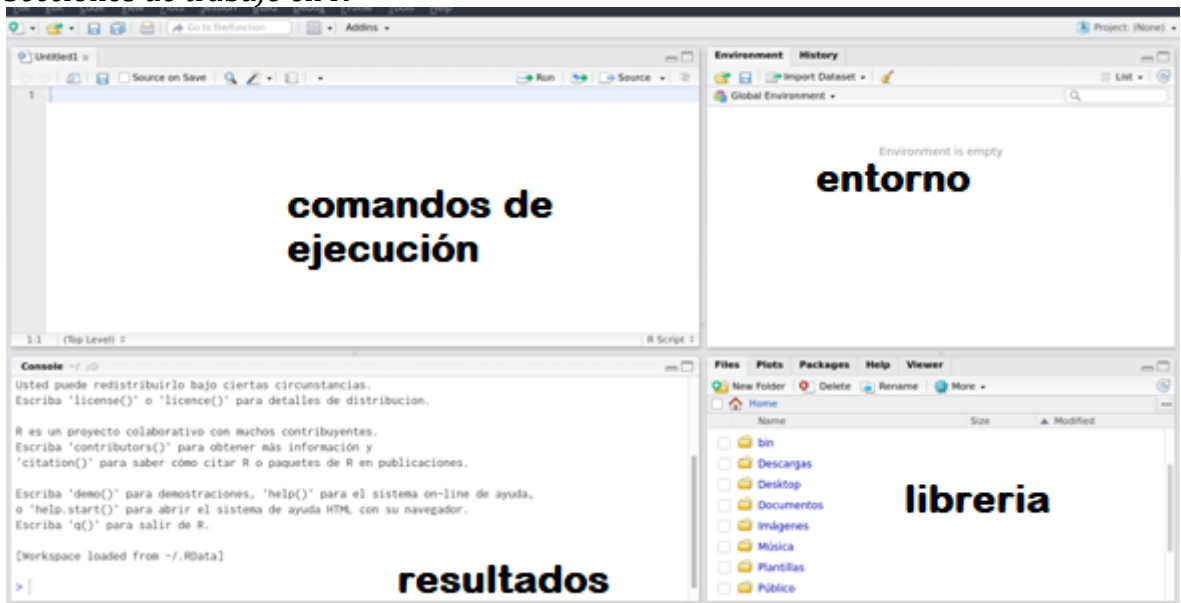 Go to file/function
Addins
Project: (None)
Untitled1
Source on Save
Run
Source
1
comandos de
ejecución
1:1 (Top Level)
R Script
Environment History
Import Dataset
List
Global Environment
Environment is empty
entorno
Console ~/
Usted puede redistribuirlo bajo ciertas circunstancias.
Escriba 'license()' o 'licence()' para detalles de distribucion.
R es un proyecto colaborativo con muchos contribuyentes.
Escriba 'contributors()' para obtener más información y
'citation()' para saber cómo citar R o paquetes de R en publicaciones.
Escriba 'demo()' para demostraciones, 'help()' para el sistema on-line de ayuda,
o 'help.start()' para abrir el sistema de ayuda HTML con su navegador.
Escriba 'q()' para salir de R.
[Workspace loaded from ~/.RData]
>
resultados
Files Plots Packages Help Viewer
New Folder Delete Rename More
Home
Name Size Modified
bin
Descargas
Desktop
Documentos
Imágenes
Música
Plantillas
Público
libreria